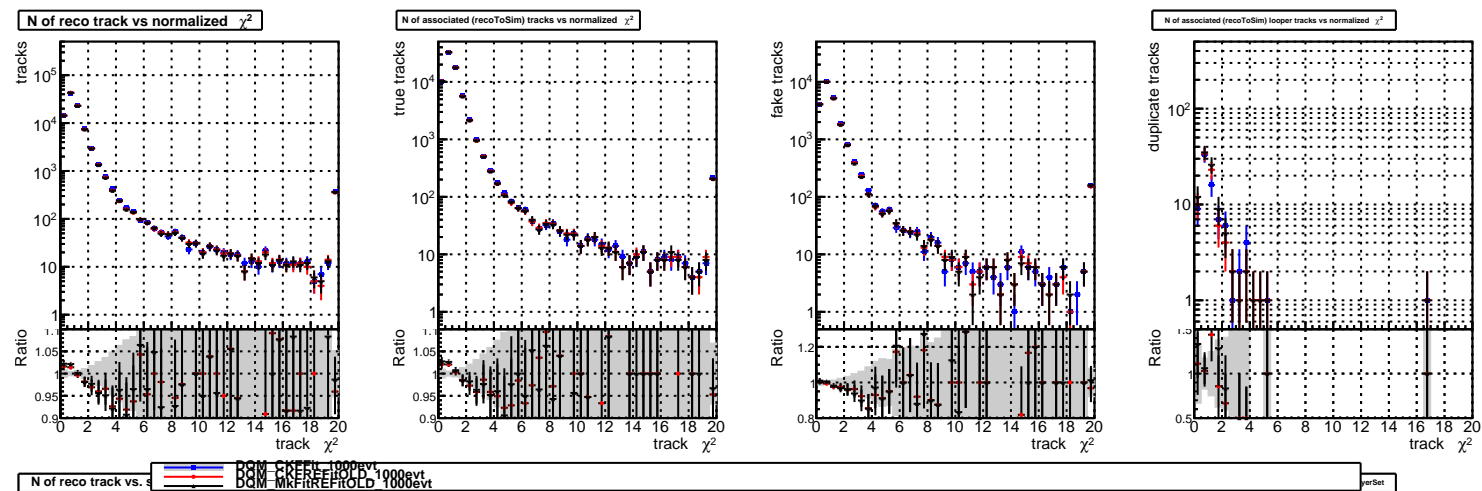 N of reco track vs normalized χ²
N of associated (recoToSim) tracks vs normalized χ²
N of associated (recoToSim) looper tracks vs normalized χ²
tracks
10⁵
10⁴
10³
10²
10
1
Ratio
1.1
1.05
1
0.95
0.9
0 2 4 6 8 10 12 14 16 18 20
track χ²
true tracks
10⁴
10³
10²
10
1
Ratio
1.1
1.05
1
0.95
0.9
0 2 4 6 8 10 12 14 16 18 20
track χ²
fake tracks
10⁴
10³
10²
10
1
Ratio
1.2
1
0.8
0 2 4 6 8 10 12 14 16 18 20
track χ²
duplicate tracks
10²
10
1
Ratio
1.5
1
0.5
0 2 4 6 8 10 12 14 16 18 20
track χ²
DQM_CKFFit_1000evt
DQM_CKFREFitOLD_1000evt
DQM_MkFitREFitOLD_1000evt
N of reco track vs. s
yerSet